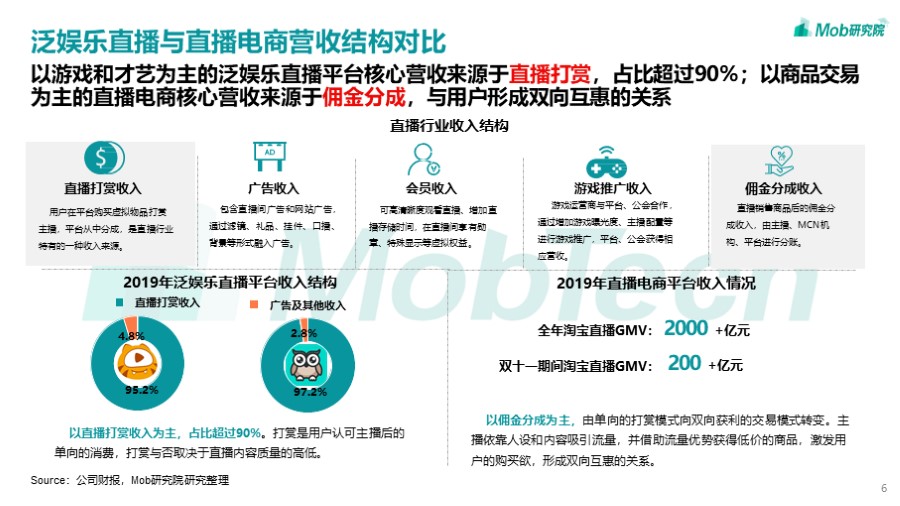 泛娱乐直播与直播电商营收结构对比
Mob研究院
以游戏和才艺为主的泛娱乐直播平台核心营收来源于直播打赏，占比超过90%；以商品交易
为主的直播电商核心营收来源于佣金分成，与用户形成双向互惠的关系
直播行业收入结构
直播打赏收入
用户在平台购买虚拟物品打赏
主播，平台从中分成，是直播行业
特有的一种收入来源。
AD
广告收入
包含直播间广告和网站广告，
通过滤镜、礼品、挂件、口播、
背景等形式融入广告。
会员收入
可高清晰度观看直播、增加直
播存储时间，在直播间享有勋
章、特殊显示等虚拟权益。
游戏推广收入
游戏运营商与平台、公会合作，
通过增加游戏曝光度、主播配置等
进行游戏推广，平台、公会获得相
应营收。
佣金分成收入
直播销售商品后的佣金分
成收入，由主播、MCN机
构、平台进行分账。
MobTech
2019年泛娱乐直播平台收入结构
直播打赏收入
广告及其他收入
4.8%
95.2%
2.8%
97.2%
以直播打赏收入为主，占比超过90%。打赏是用户认可主播后的
单向的消费，打赏与否取决于直播内容质量的高低。
2019年直播电商平台收入情况
全年淘宝直播GMV： 2000 +亿元
双十一期间淘宝直播GMV： 200 +亿元
以佣金分成为主，由单向的打赏模式向双向获利的交易模式转变。主
播依靠人设和内容吸引流量，并借助流量优势获得低价的商品，激发用
户的购买欲，形成双向互惠的关系。
Source：公司财报，Mob研究院研究整理
6